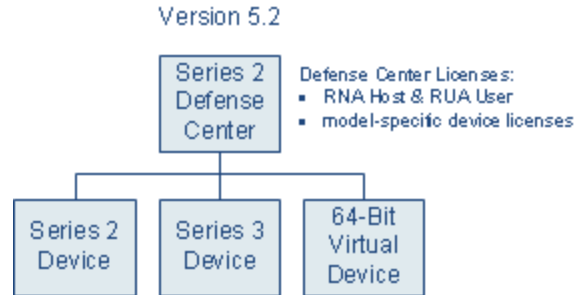 Version 5.2
Series 2
Defense
Center
Defense Center Licenses:
▪ RNA Host & RUA User
▪ model-specific device licenses
Series 2
Device
Series 3
Device
64-Bit
Virtual
Device